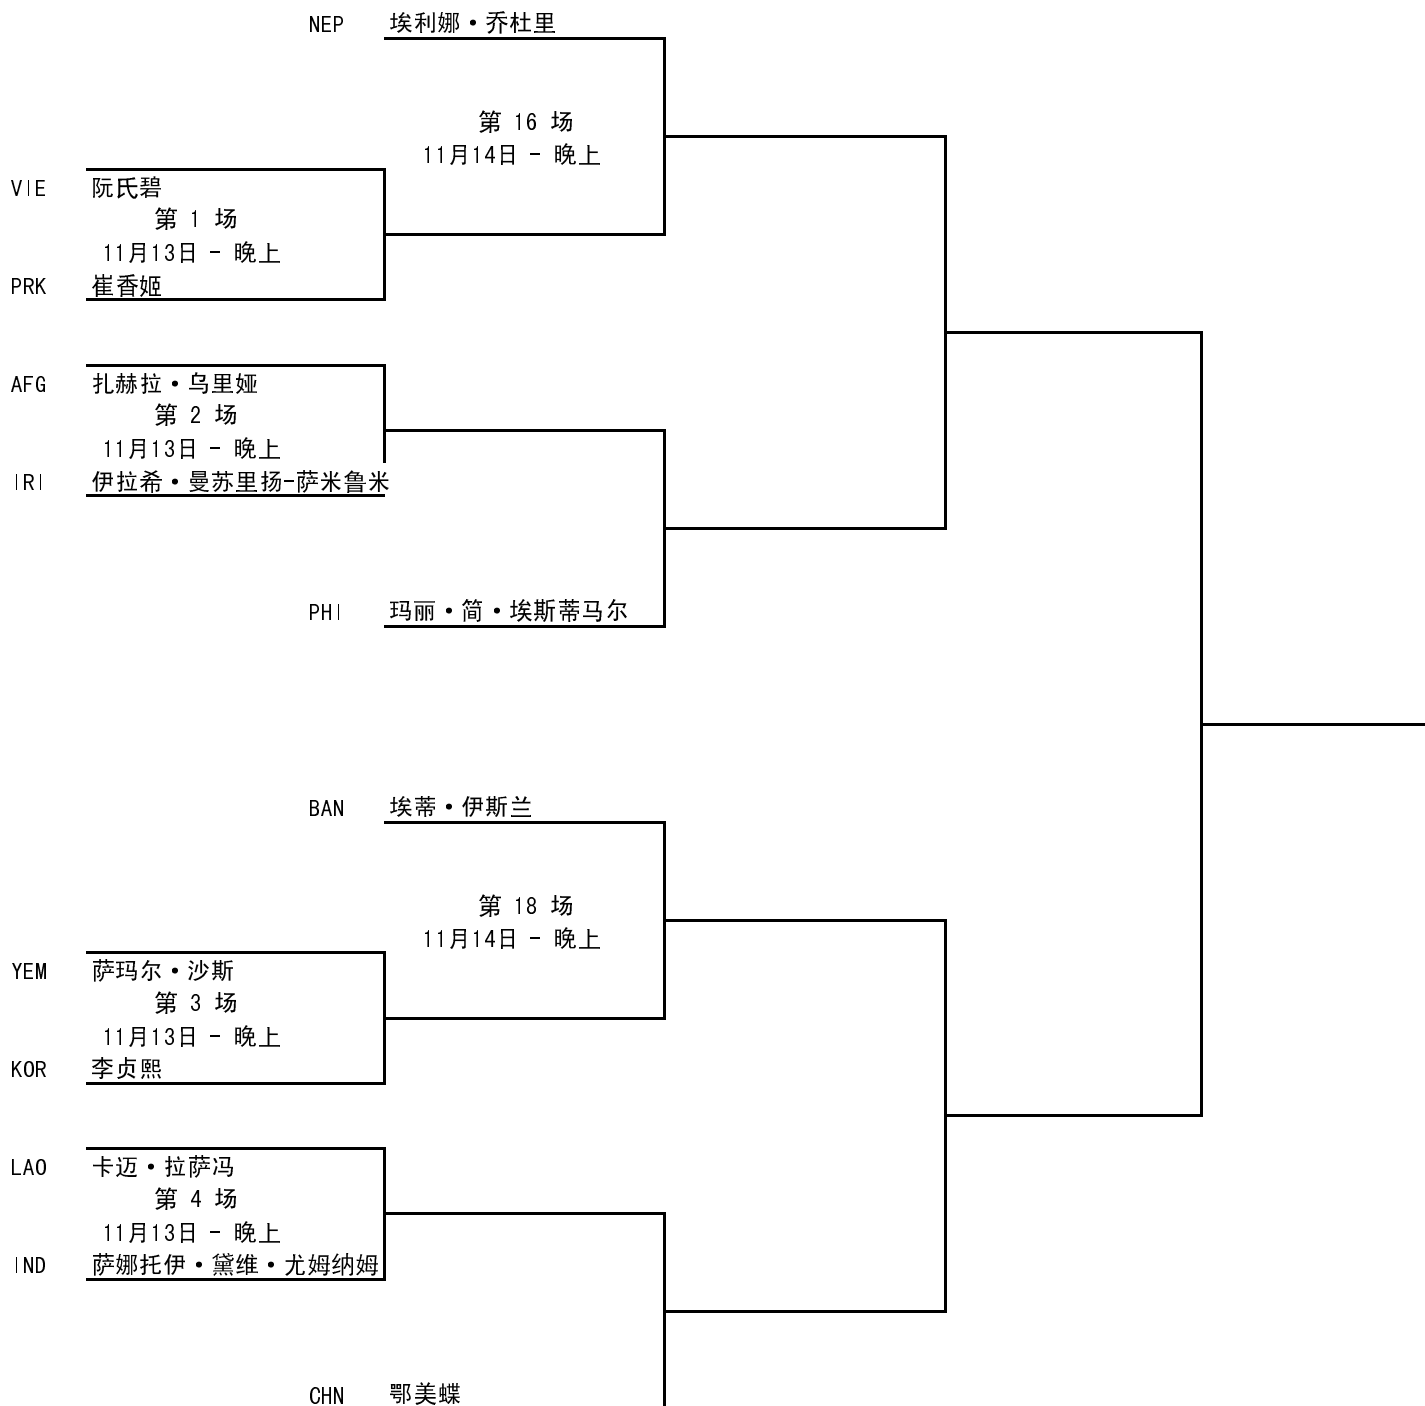 NEP 埃利娜·乔杜里
第 16 场
11月14日 - 晚上
VIE 阮氏碧
第 1 场
11月13日 - 晚上
PRK 崔香姬
AFG 扎赫拉·乌里娅
第 2 场
11月13日 - 晚上
IRI 伊拉希·曼苏里扬-萨米鲁米
PHI 玛丽·简·埃斯蒂马尔
BAN 埃蒂·伊斯兰
第 18 场
11月14日 - 晚上
YEM 萨玛尔·沙斯
第 3 场
11月13日 - 晚上
KOR 李贞熙
LAO 卡迈·拉萨冯
第 4 场
11月13日 - 晚上
IND 萨娜托伊·黛维·尤姆纳姆
CHN 鄂美蝶